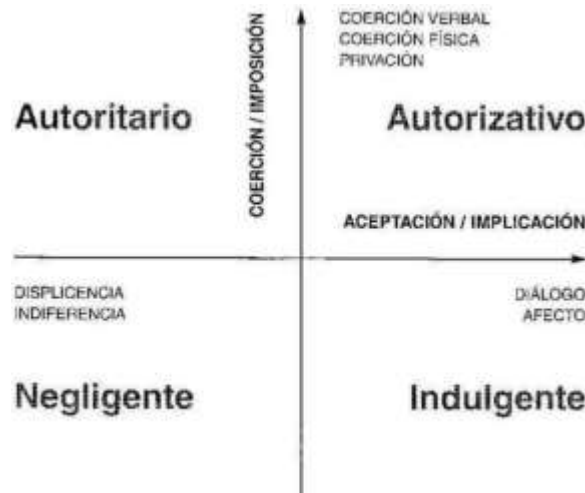 COERCIÓN VERBAL
COERCIÓN FÍSICA
PRIVACIÓN
Autoritario
COERCIÓN / IMPOSICIÓN
Autorizativo
ACEPTACIÓN / IMPLICACIÓN
DISPLICENCIA
INDIFERENCIA
DIÁLOGO
AFECTO
Negligente
Indulgente